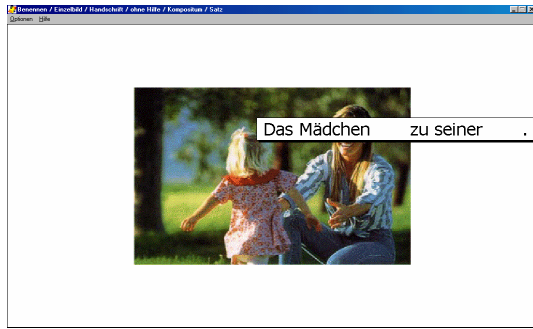 Benennen / Einzelbild / Handschrift / ohne Hilfe / Kompositum / Satz
Optionen Hilfe
Das Mädchen zu seiner .